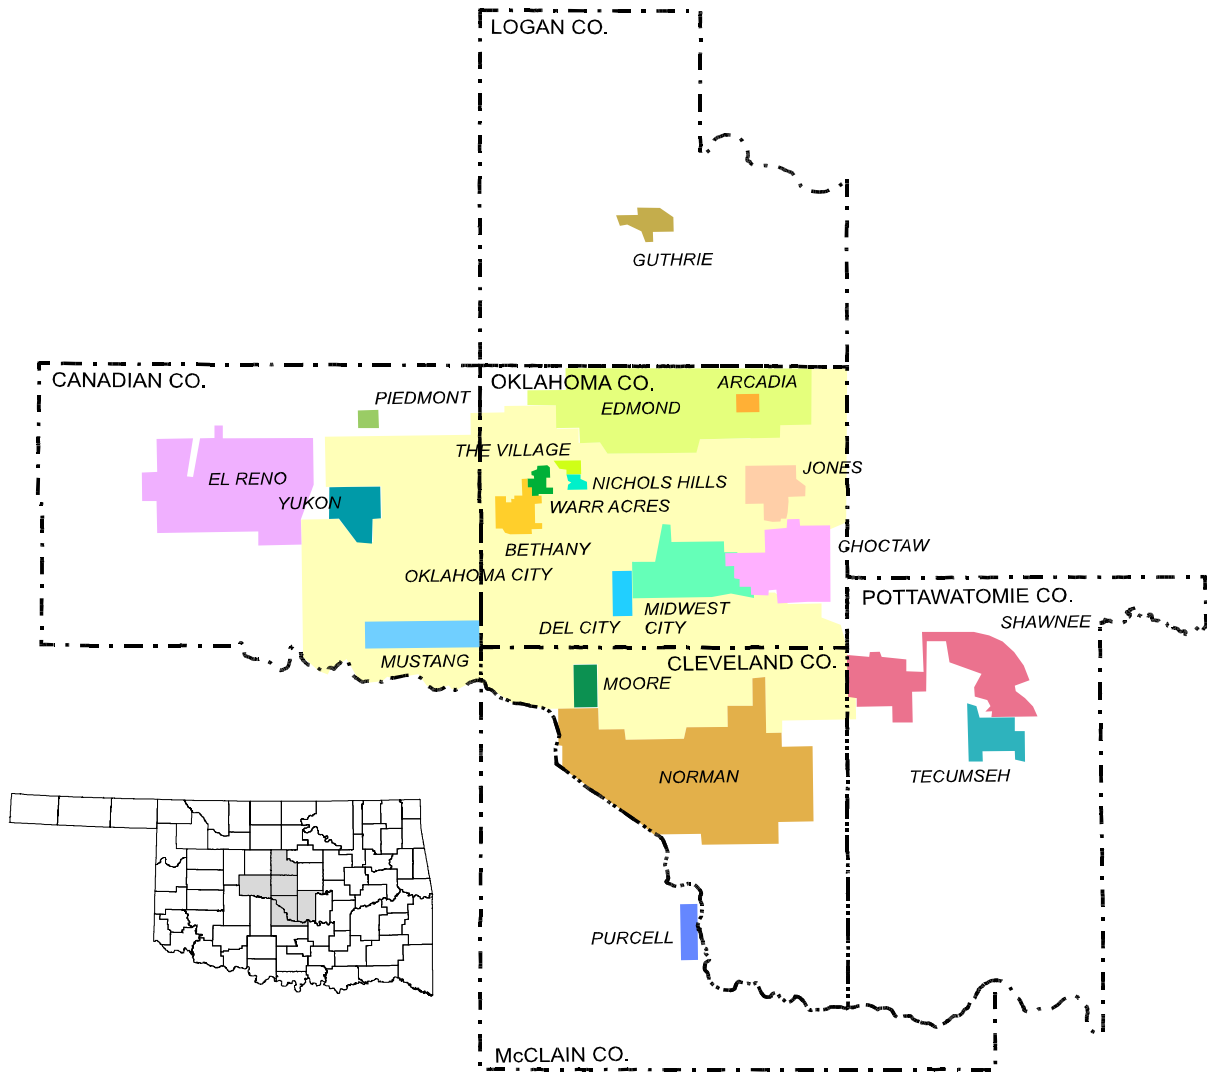 LOGAN CO.
GUTHRIE
CANADIAN CO.
OKLAHOMA CO.
ARCADIA
PIEDMONT
EDMOND
THE VILLAGE
JONES
EL RENO
NICHOLS HILLS
YUKON
WARR ACRES
BETHANY
CHOCTAW
OKLAHOMA CITY
POTTAWATOMIE CO.
MIDWEST
CITY
DEL CITY
SHAWNEE
MUSTANG
CLEVELAND CO.
MOORE
NORMAN
TECUMSEH
PURCELL
McCLAIN CO.